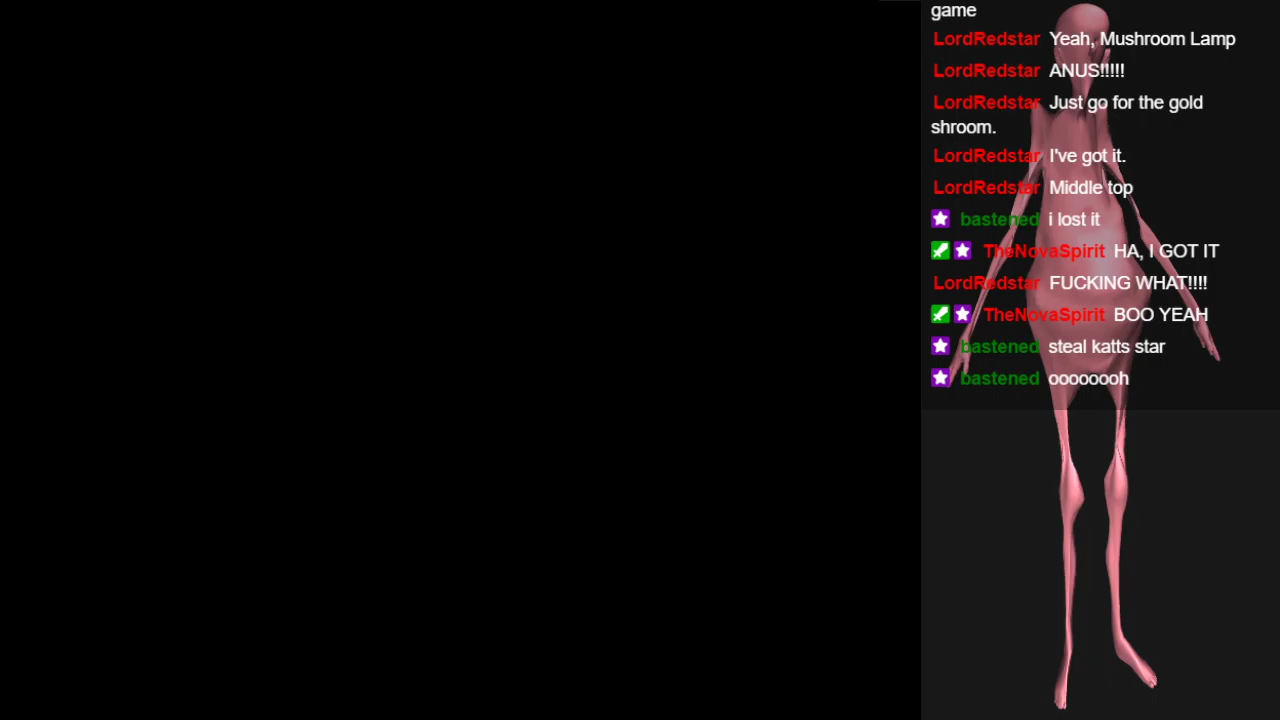 game
LordRedstar Yeah, Mushroom Lamp
LordRedstar ANUS!!!!!
LordRedstar Just go for the gold
shroom.
LordRedstar I've got it.
LordRedstar Middle top
bastened i lost it
TheNovaSpirit HA, I GOT IT
LordRedstar FUCKING WHAT!!!!
TheNovaSpirit BOO YEAH
bastened steal katts star
bastened oooooooh